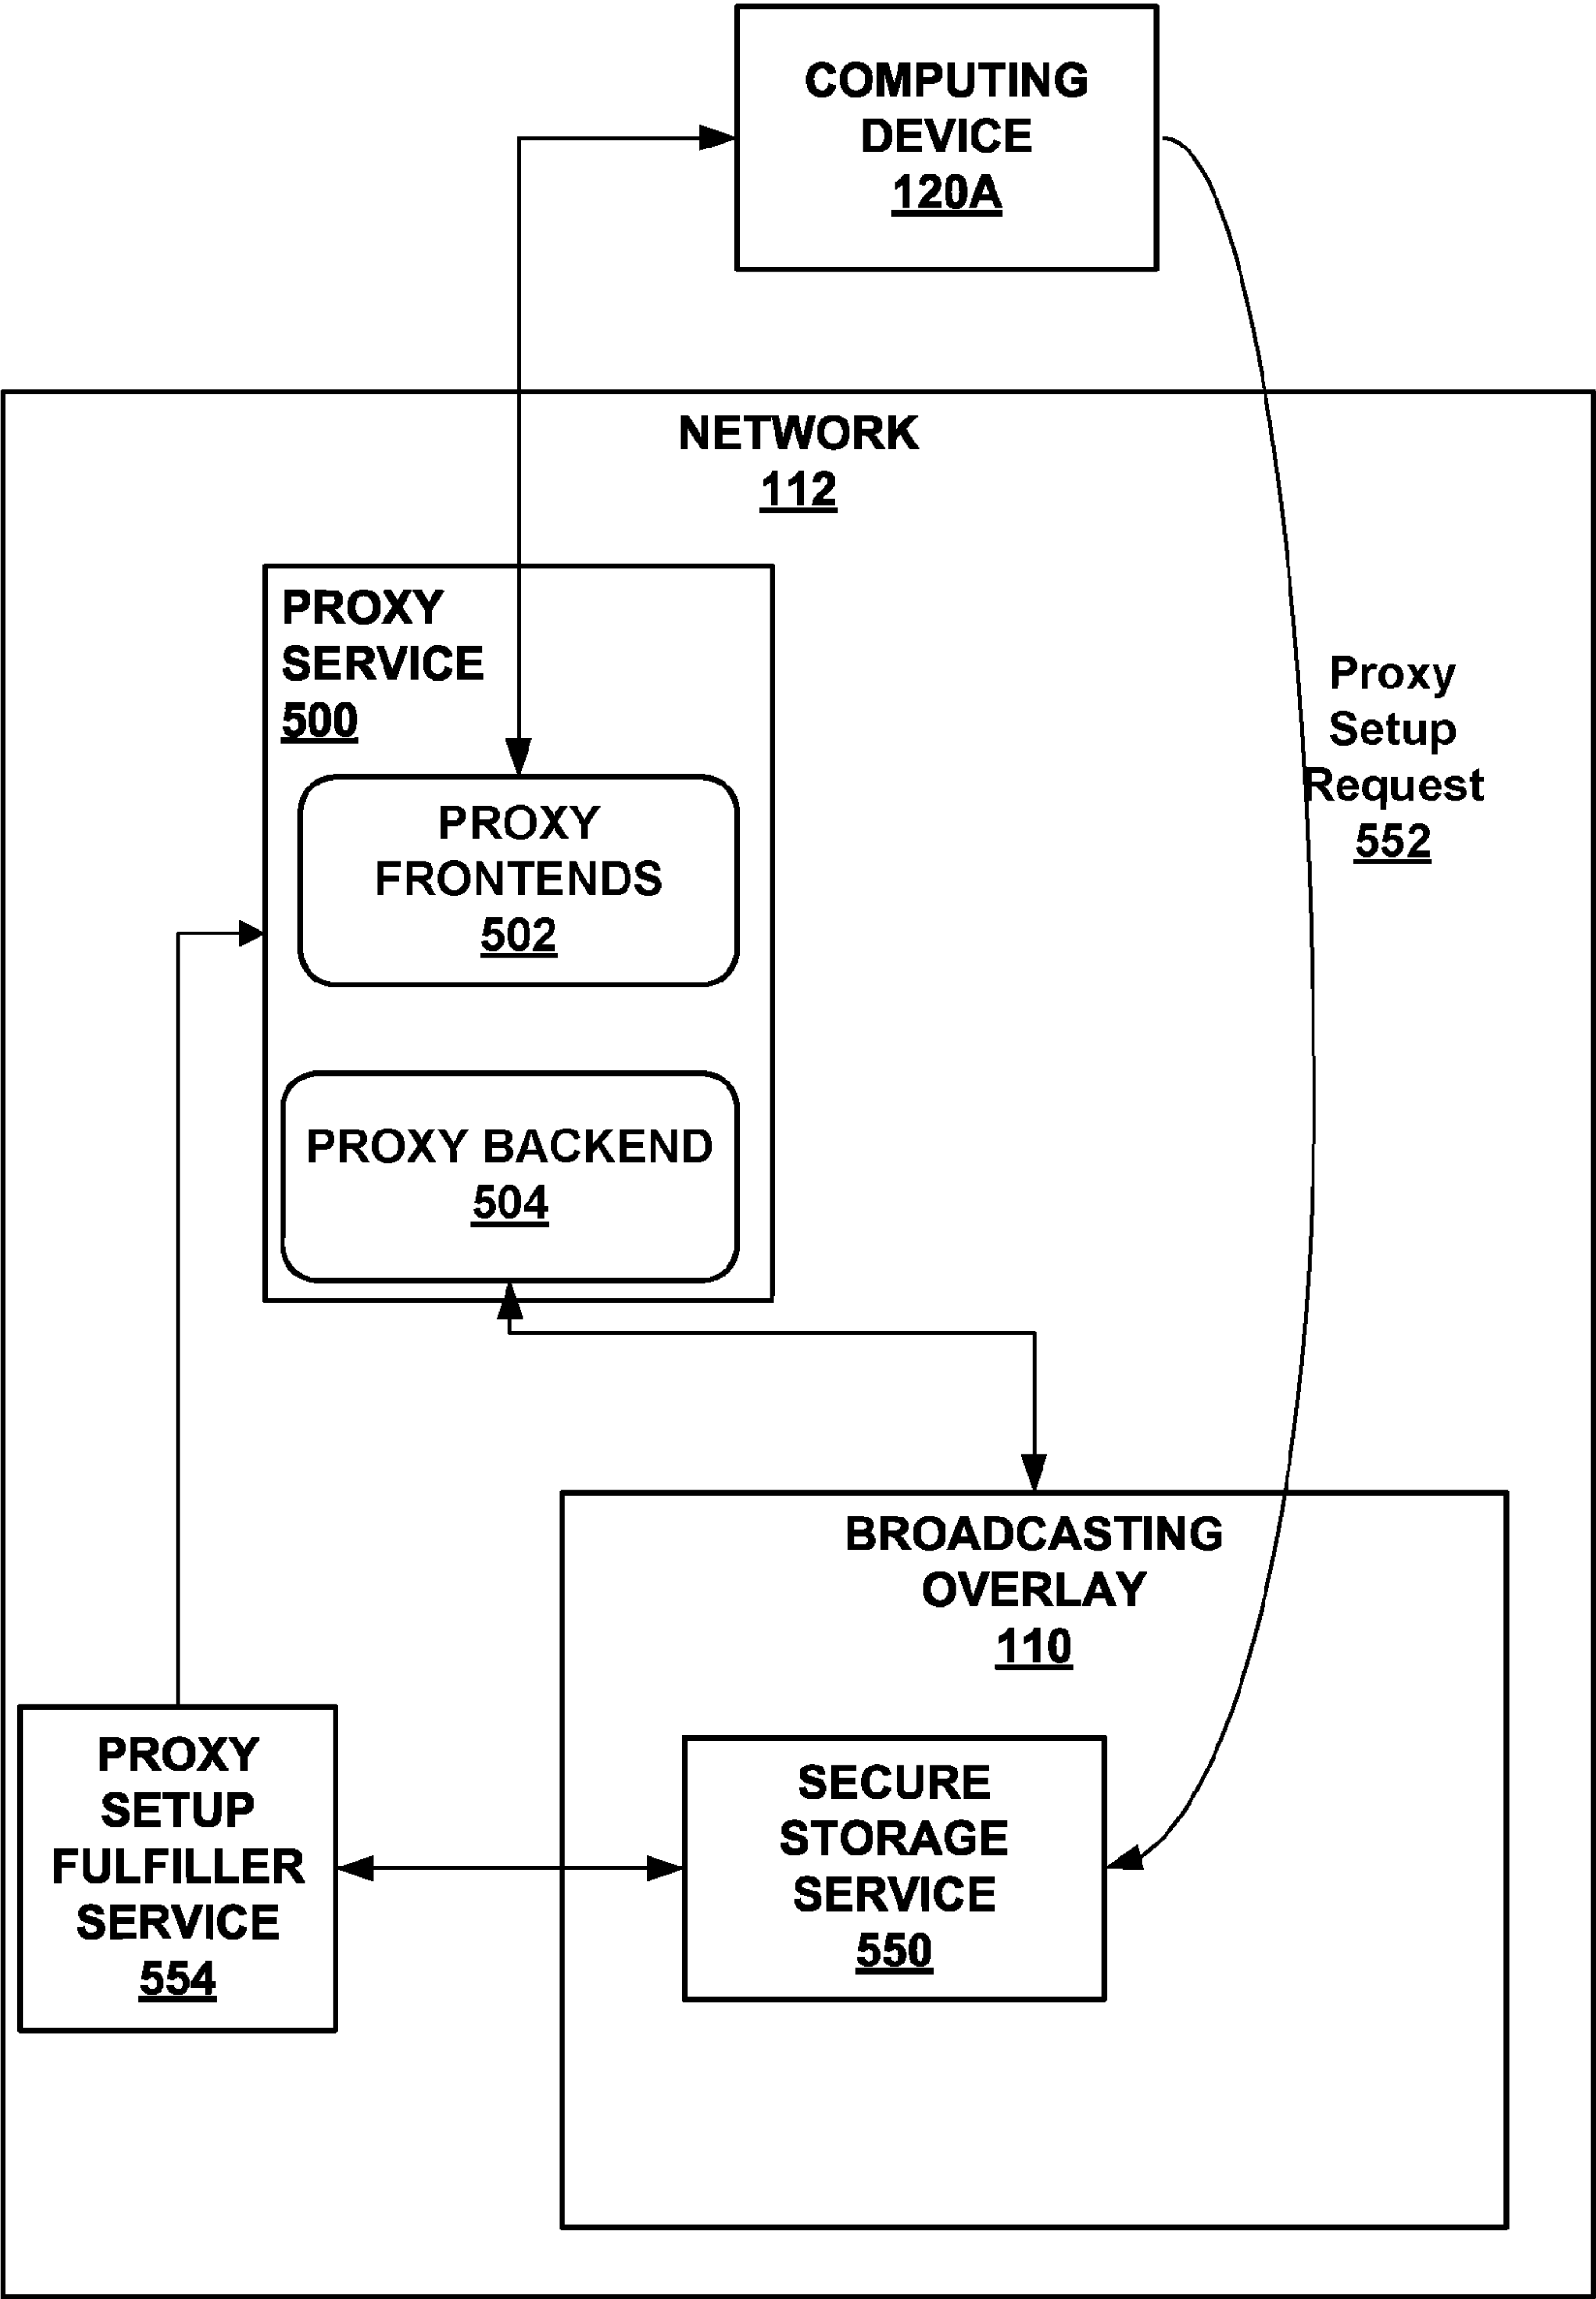 COMPUTING
DEVICE
120A
NETWORK
112
PROXY
SERVICE
500
PROXY
FRONTENDS
502
Proxy
Setup
Request
552
PROXY BACKEND
504
BROADCASTING
OVERLAY
110
PROXY
SETUP
FULFILLER
SERVICE
554
SECURE
STORAGE
SERVICE
550